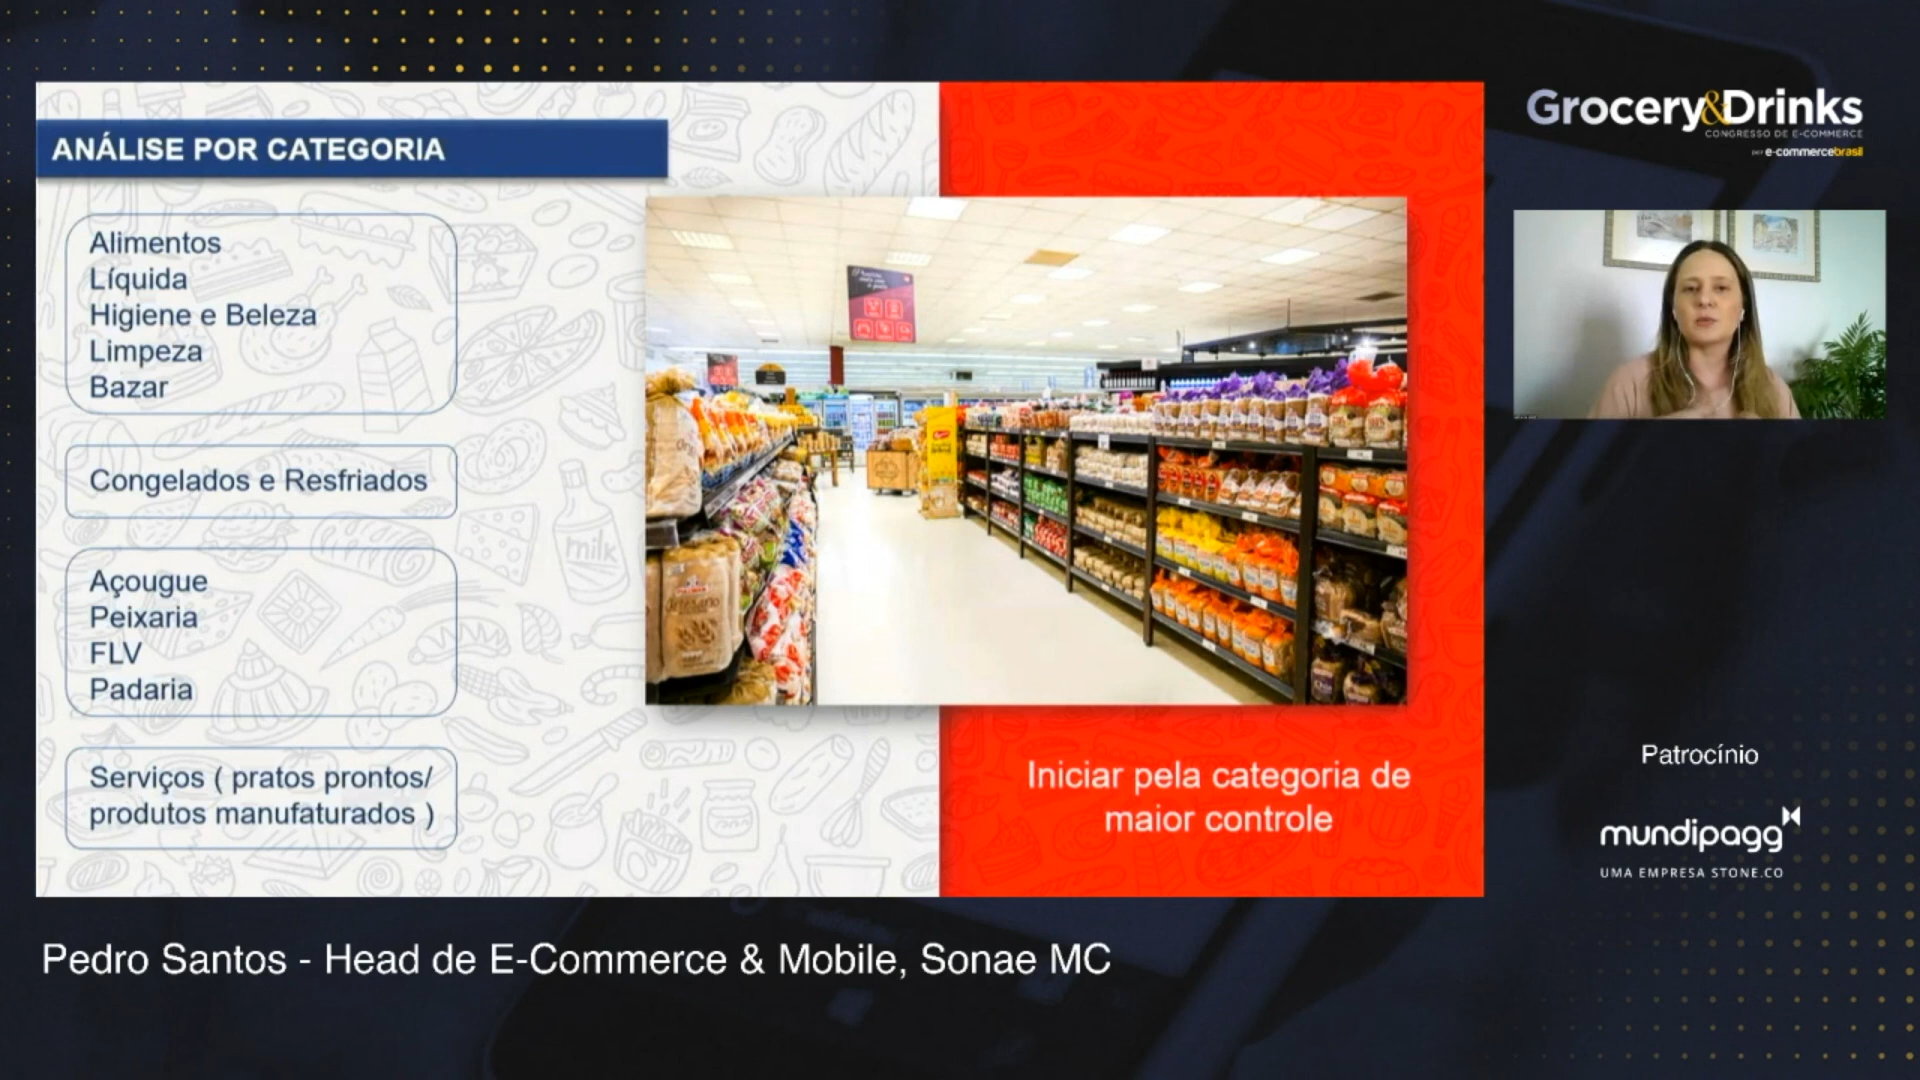 ANÁLISE POR CATEGORIA
Alimentos
Líquida
Higiene e Beleza
Limpeza
Bazar
Congelados e Resfriados
Açougue
Peixaria
FLV
Padaria
Serviços ( pratos prontos/
produtos manufaturados )
milk
Iniciar pela categoria de
maior controle
Grocery&Drinks
CONGRESSO DE E-COMMERCE
por e-commercebrasil
Patrocínio
mundipagg
UMA EMPRESA STONE.CO
Pedro Santos - Head de E-Commerce & Mobile, Sonae MC